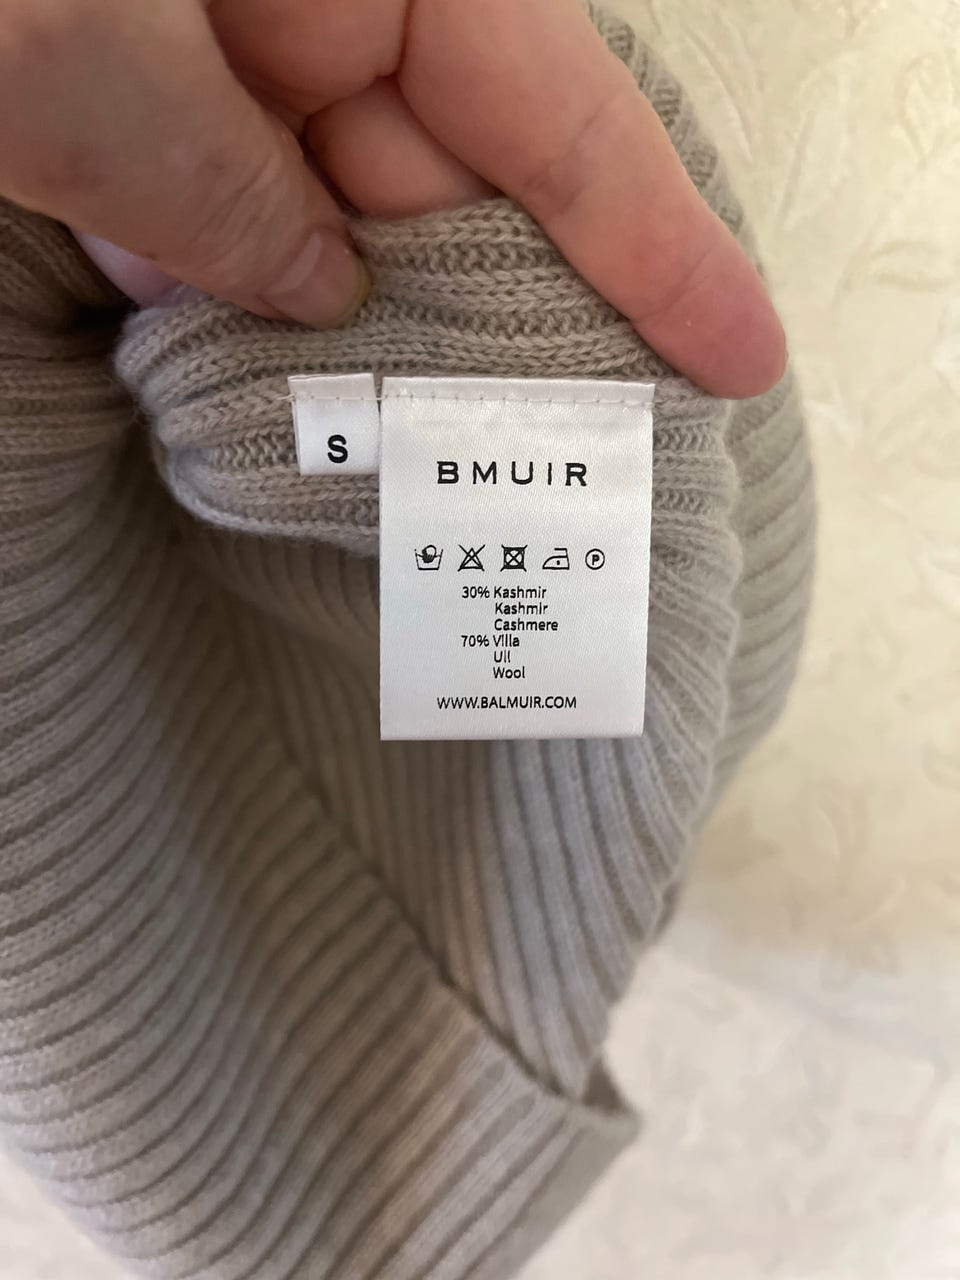 S
BMUIR
P
30% Kashmir
Kashmir
Cashmere
70% Villa
Ull
Wool
WWW.BALMUIR.COM